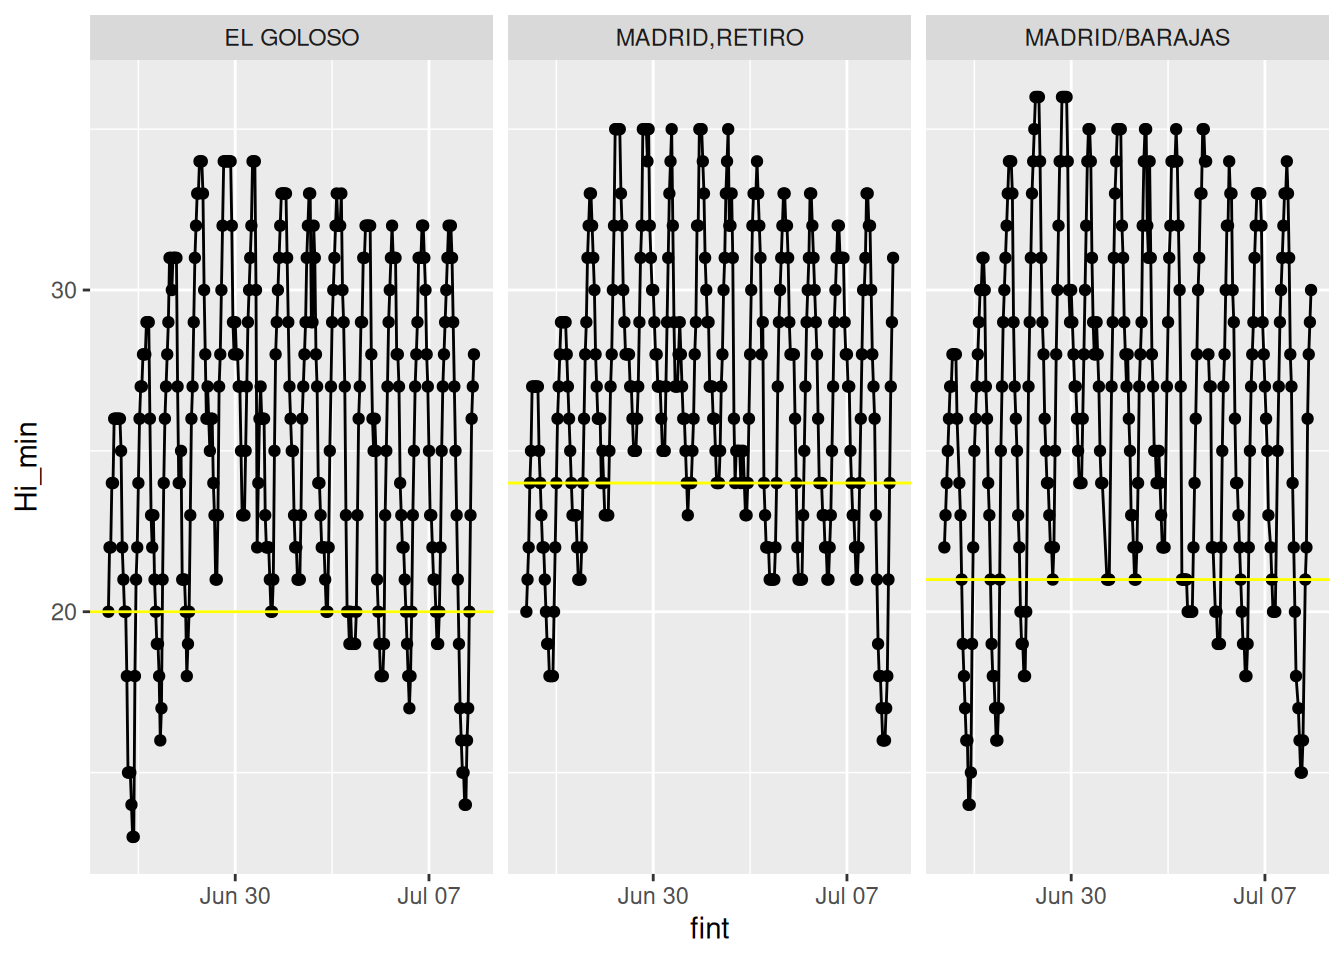 EL GOLOSO
MADRID,RETIRO
MADRID/BARAJAS
Hi_min
30
20
Jun 30
Jul 07
Jun 30
Jul 07
Jun 30
Jul 07
fint